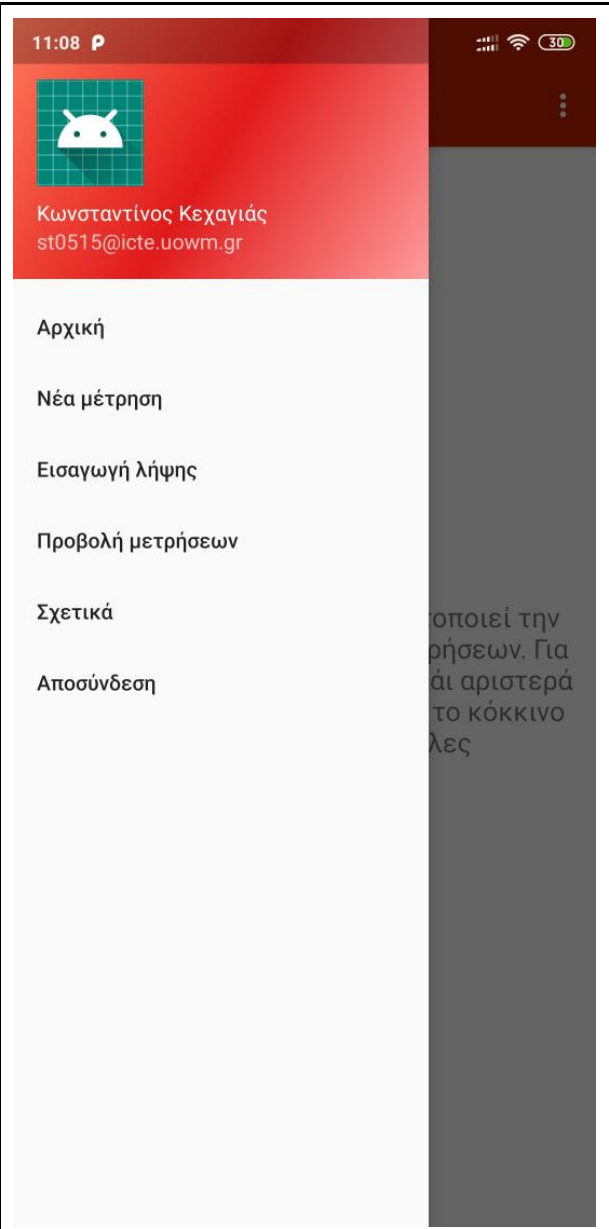 11:08
30
Κωνσταντίνος Κεχαγιάς
st0515@icte.uowm.gr
Αρχική
Νέα μέτρηση
Εισαγωγή λήψης
Προβολή μετρήσεων
Σχετικά
τοποιεί την
ρήσεων. Για
Αποσύνδεση
άι αριστερά
το κόκκινο
λες